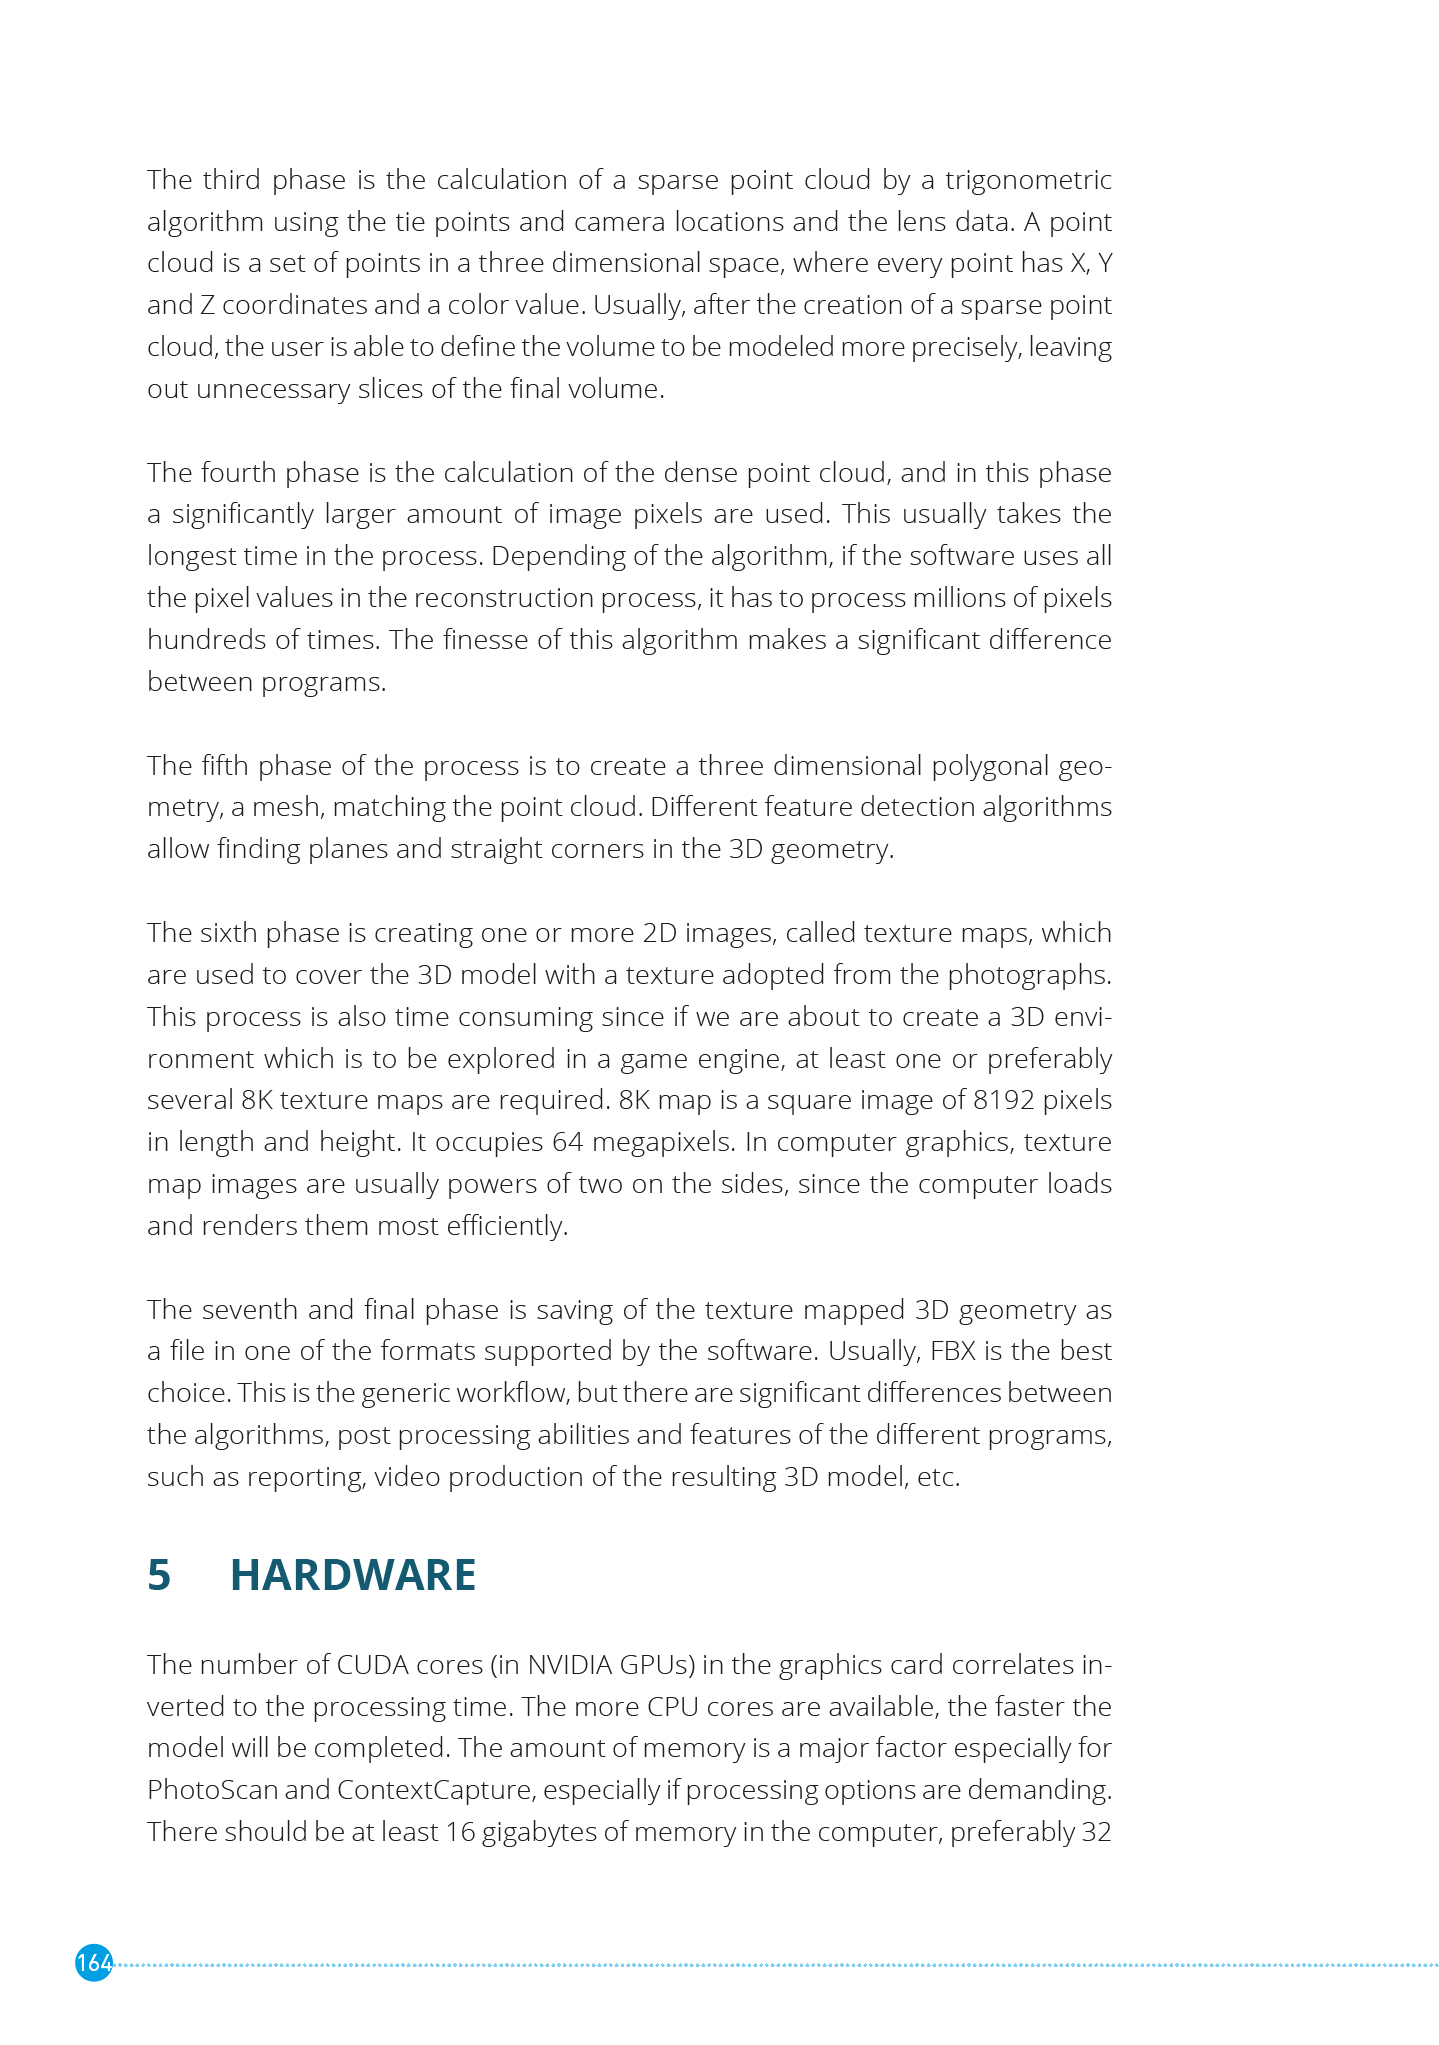 The third phase is the calculation of a sparse point cloud by a trigonometric
algorithm using the tie points and camera locations and the lens data. A point
cloud is a set of points in a three dimensional space, where every point has X, Y
and Z coordinates and a color value. Usually, after the creation of a sparse point
cloud, the user is able to define the volume to be modeled more precisely, leaving
out unnecessary slices of the final volume.
The fourth phase is the calculation of the dense point cloud, and in this phase
a significantly larger amount of image pixels are used. This usually takes the
longest time in the process. Depending of the algorithm, if the software uses all
the pixel values in the reconstruction process, it has to process millions of pixels
hundreds of times. The finesse of this algorithm makes a significant difference
between programs.
The fifth phase of the process is to create a three dimensional polygonal geo-
metry, a mesh, matching the point cloud. Different feature detection algorithms
allow finding planes and straight corners in the 3D geometry.
The sixth phase is creating one or more 2D images, called texture maps, which
are used to cover the 3D model with a texture adopted from the photographs.
This process is also time consuming since if we are about to create a 3D envi-
ronment which is to be explored in a game engine, at least one or preferably
several 8K texture maps are required. 8K map is a square image of 8192 pixels
in length and height. It occupies 64 megapixels. In computer graphics, texture
map images are usually powers of two on the sides, since the computer loads
and renders them most efficiently.
The seventh and final phase is saving of the texture mapped 3D geometry as
a file in one of the formats supported by the software. Usually, FBX is the best
choice. This is the generic workflow, but there are significant differences between
the algorithms, post processing abilities and features of the different programs,
such as reporting, video production of the resulting 3D model, etc.
5 HARDWARE
The number of CUDA cores (in NVIDIA GPUs) in the graphics card correlates in-
verted to the processing time. The more CPU cores are available, the faster the
model will be completed. The amount of memory is a major factor especially for
PhotoScan and ContextCapture, especially if processing options are demanding.
There should be at least 16 gigabytes of memory in the computer, preferably 32
164